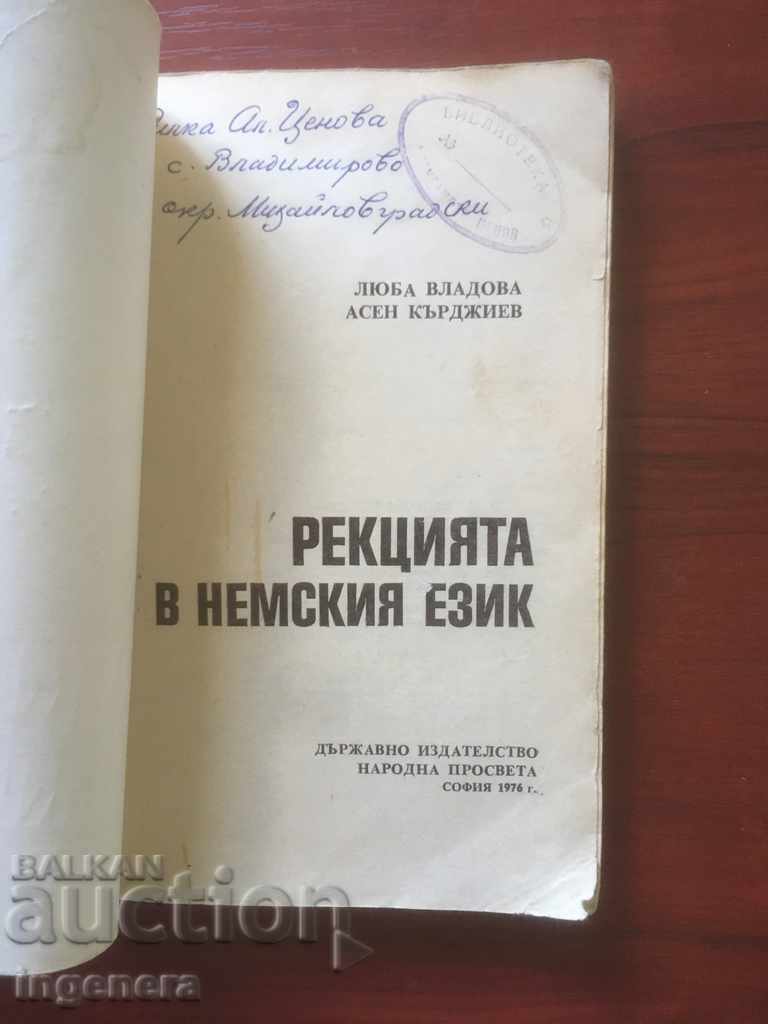 Ап. Ценова
с. Владимирово
окр. Михайловградски
БИБЛИОТЕКА
ЛЮБА ВЛАДОВА
АСЕН КЪРДЖИЕВ
РЕКЦИЯТА
В НЕМСКИЯ ЕЗИК
ДЪРЖАВНО ИЗДАТЕЛСТВО
НАРОДНА ПРОСВЕТА
СОФИЯ 1976 г.
BALKAN
auction
ingenera